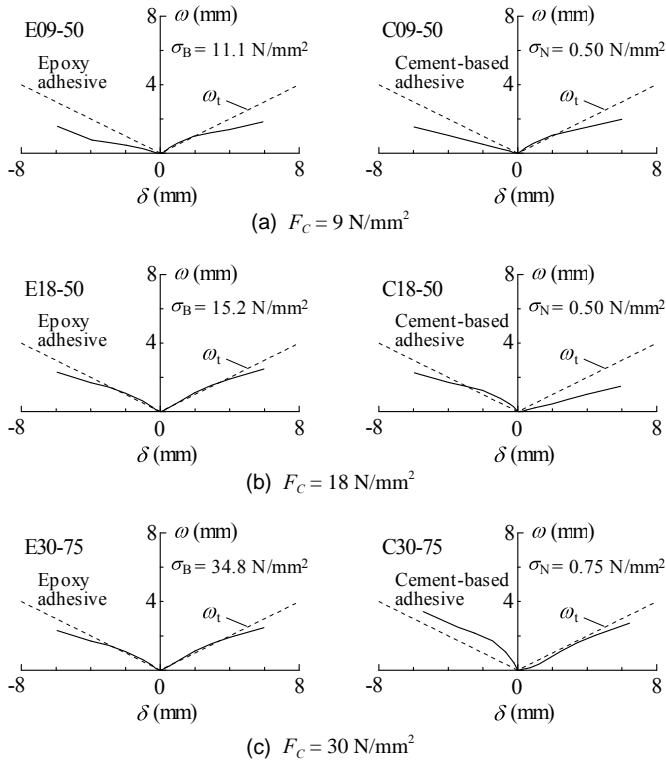 E09-50
ω (mm)
8
σB = 11.1 N/mm²
Epoxy
adhesive
4
ωt
-8
0
8
δ (mm)
C09-50
ω (mm)
8
σN = 0.50 N/mm²
Cement-based
adhesive
4
ωt
-8
0
8
δ (mm)
(a) FC = 9 N/mm²
E18-50
ω (mm)
8
σB = 15.2 N/mm²
Epoxy
adhesive
4
ωt
-8
0
8
δ (mm)
C18-50
ω (mm)
8
σN = 0.50 N/mm²
Cement-based
adhesive
4
ωt
-8
0
8
δ (mm)
(b) FC = 18 N/mm²
E30-75
ω (mm)
8
σB = 34.8 N/mm²
Epoxy
adhesive
4
ωt
-8
0
8
δ (mm)
C30-75
ω (mm)
8
σN = 0.75 N/mm²
Cement-based
adhesive
4
ωt
-8
0
8
δ (mm)
(c) FC = 30 N/mm²